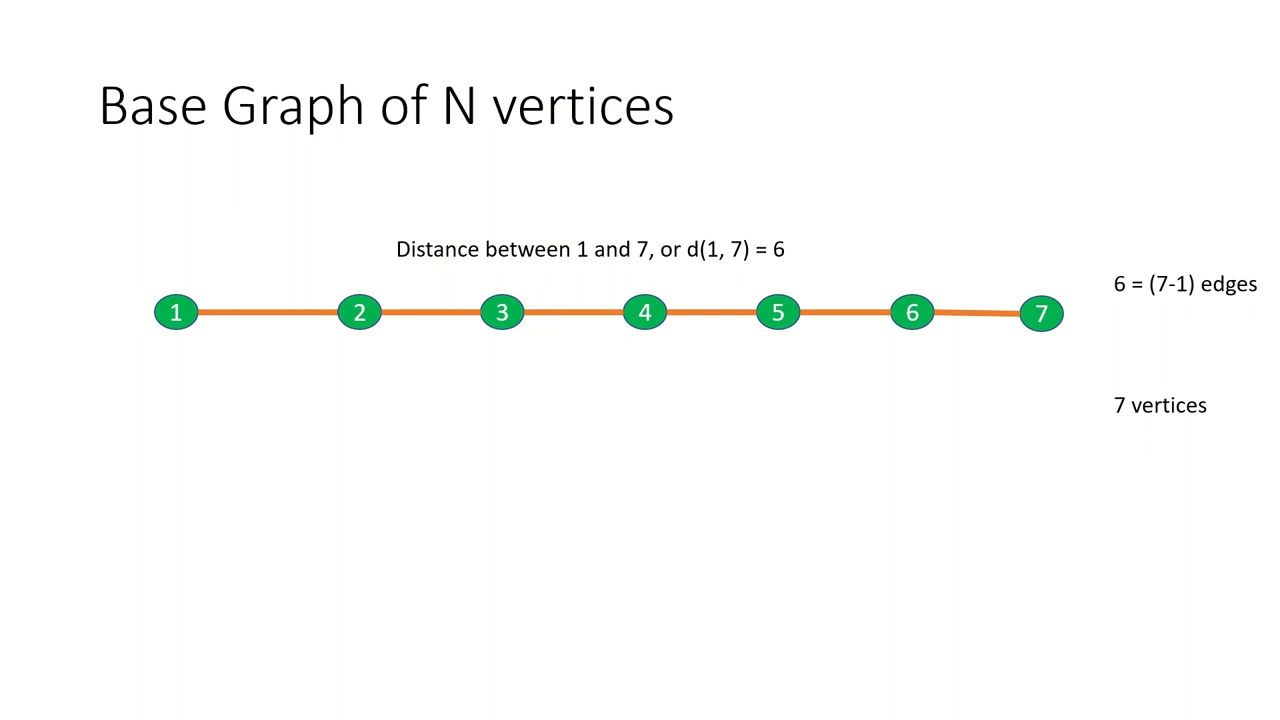 Base Graph of N vertices
Distance between 1 and 7, or d(1, 7) = 6
6 = (7-1) edges
1 2 3 4 5 6 7
7 vertices